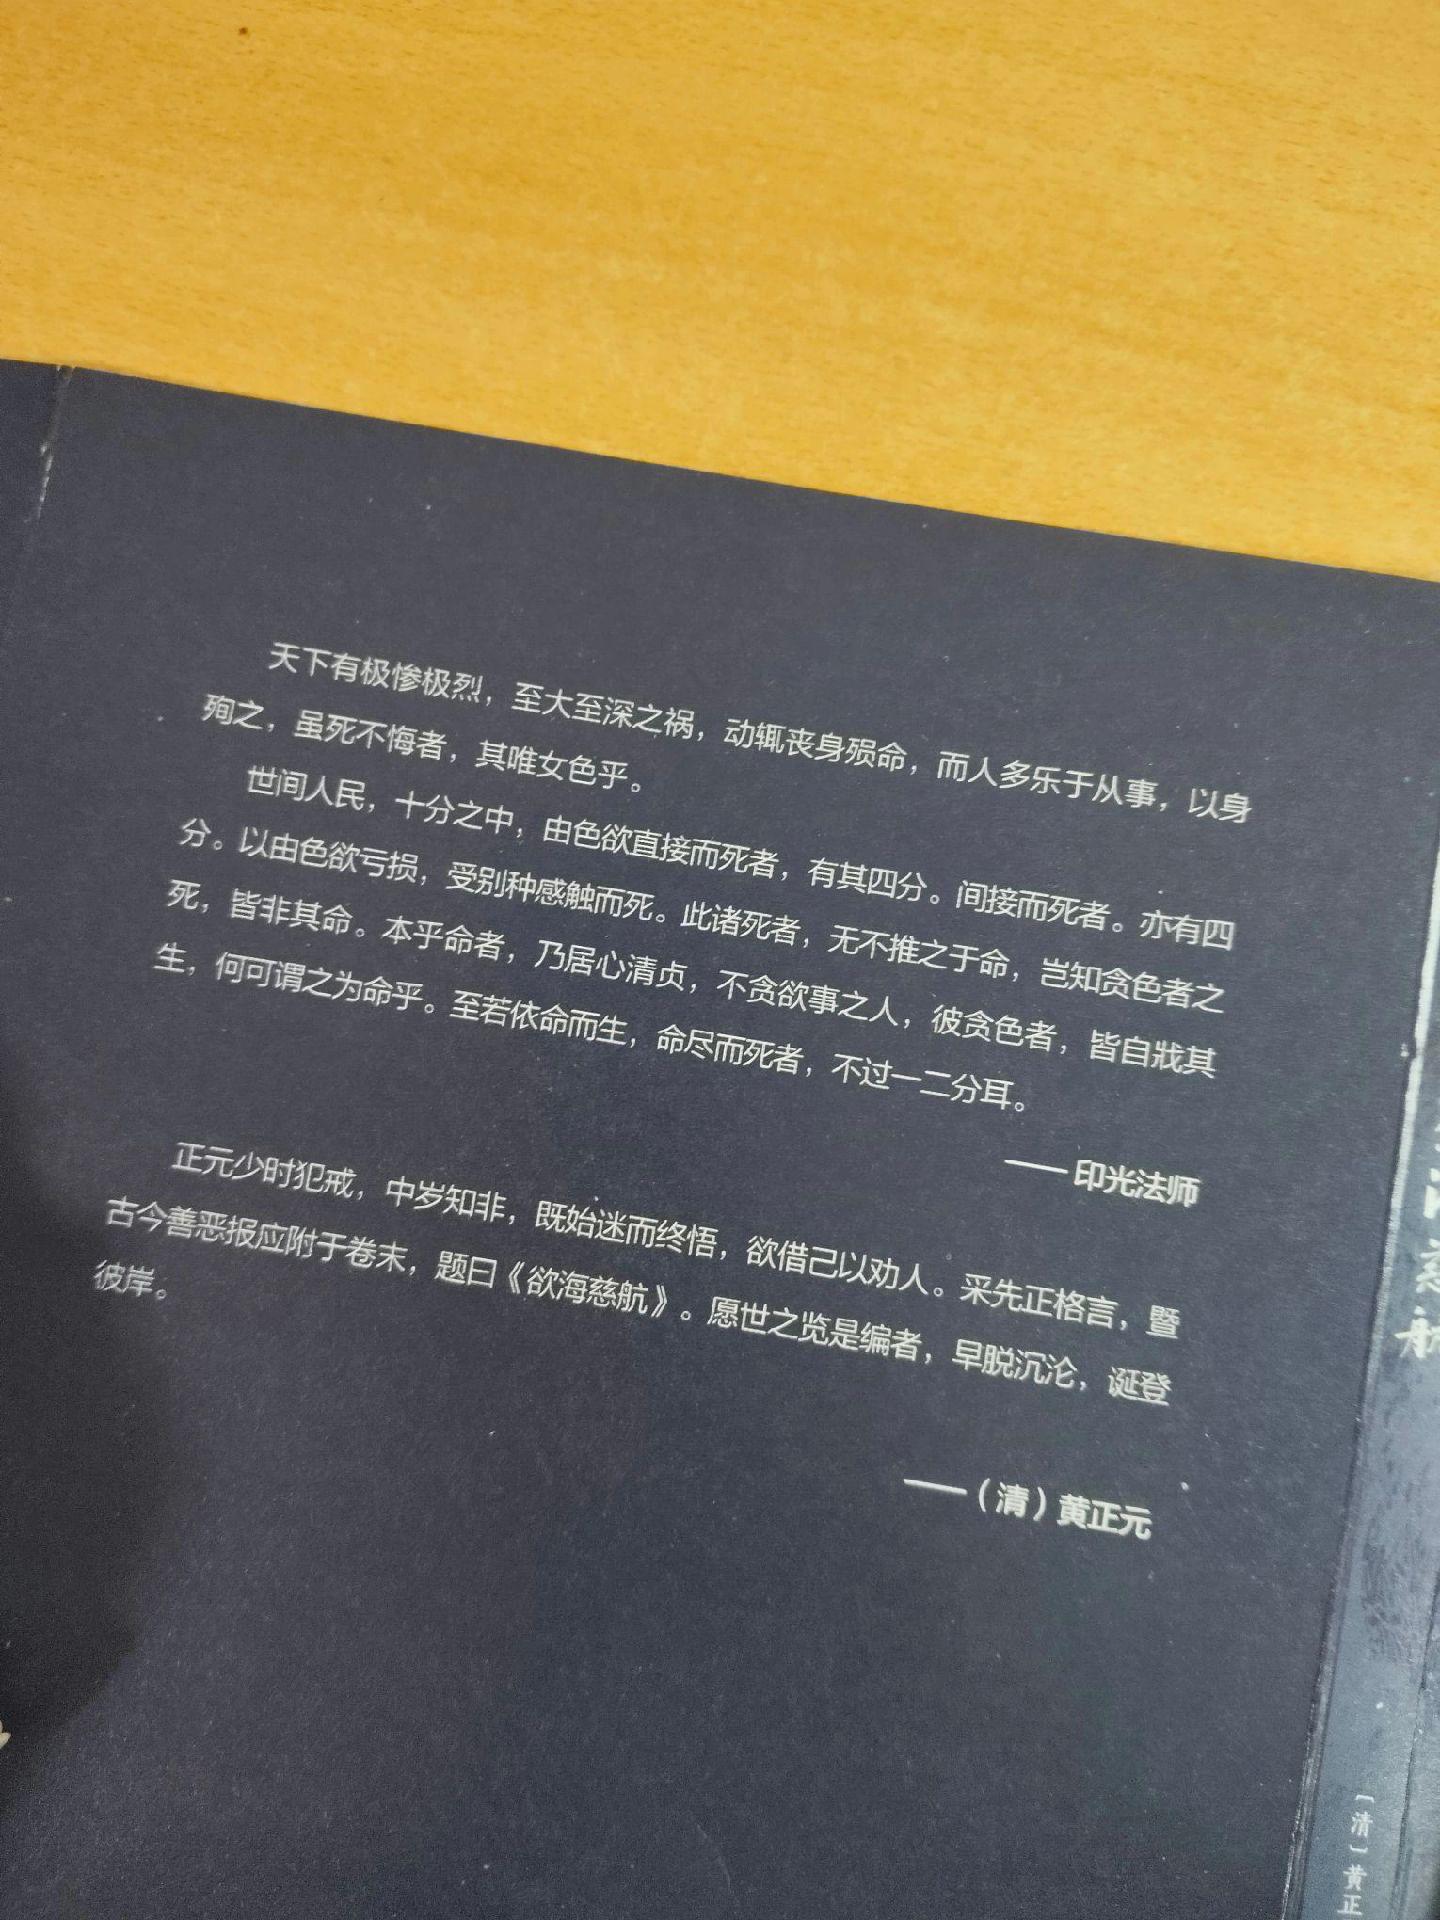 天下有极惨极烈，至大至深之祸，动辄丧身殒命，而人多乐于从事，以身
殉之，虽死不悔者，其唯女色乎。
世间人民，十分之中，由色欲直接而死者，有其四分。间接而死者。亦有四
分。以由色欲亏损，受别种感触而死。此诸死者，无不推之于命，岂知贪色者之
死，皆非其命。本乎命者，乃居心清贞，不贪欲事之人，彼贪色者，皆自戕其
生，何可谓之为命乎。至若依命而生，命尽而死者，不过一二分耳。
——印光法师
正元少时犯戒，中岁知非，既始迷而终悟，欲借己以劝人。采先正格言，暨
古今善恶报应附于卷末，题曰《欲海慈航》。愿世之览是编者，早脱沉沦，诞登
彼岸。
——（清）黄正元
海慈航
［清］黄正